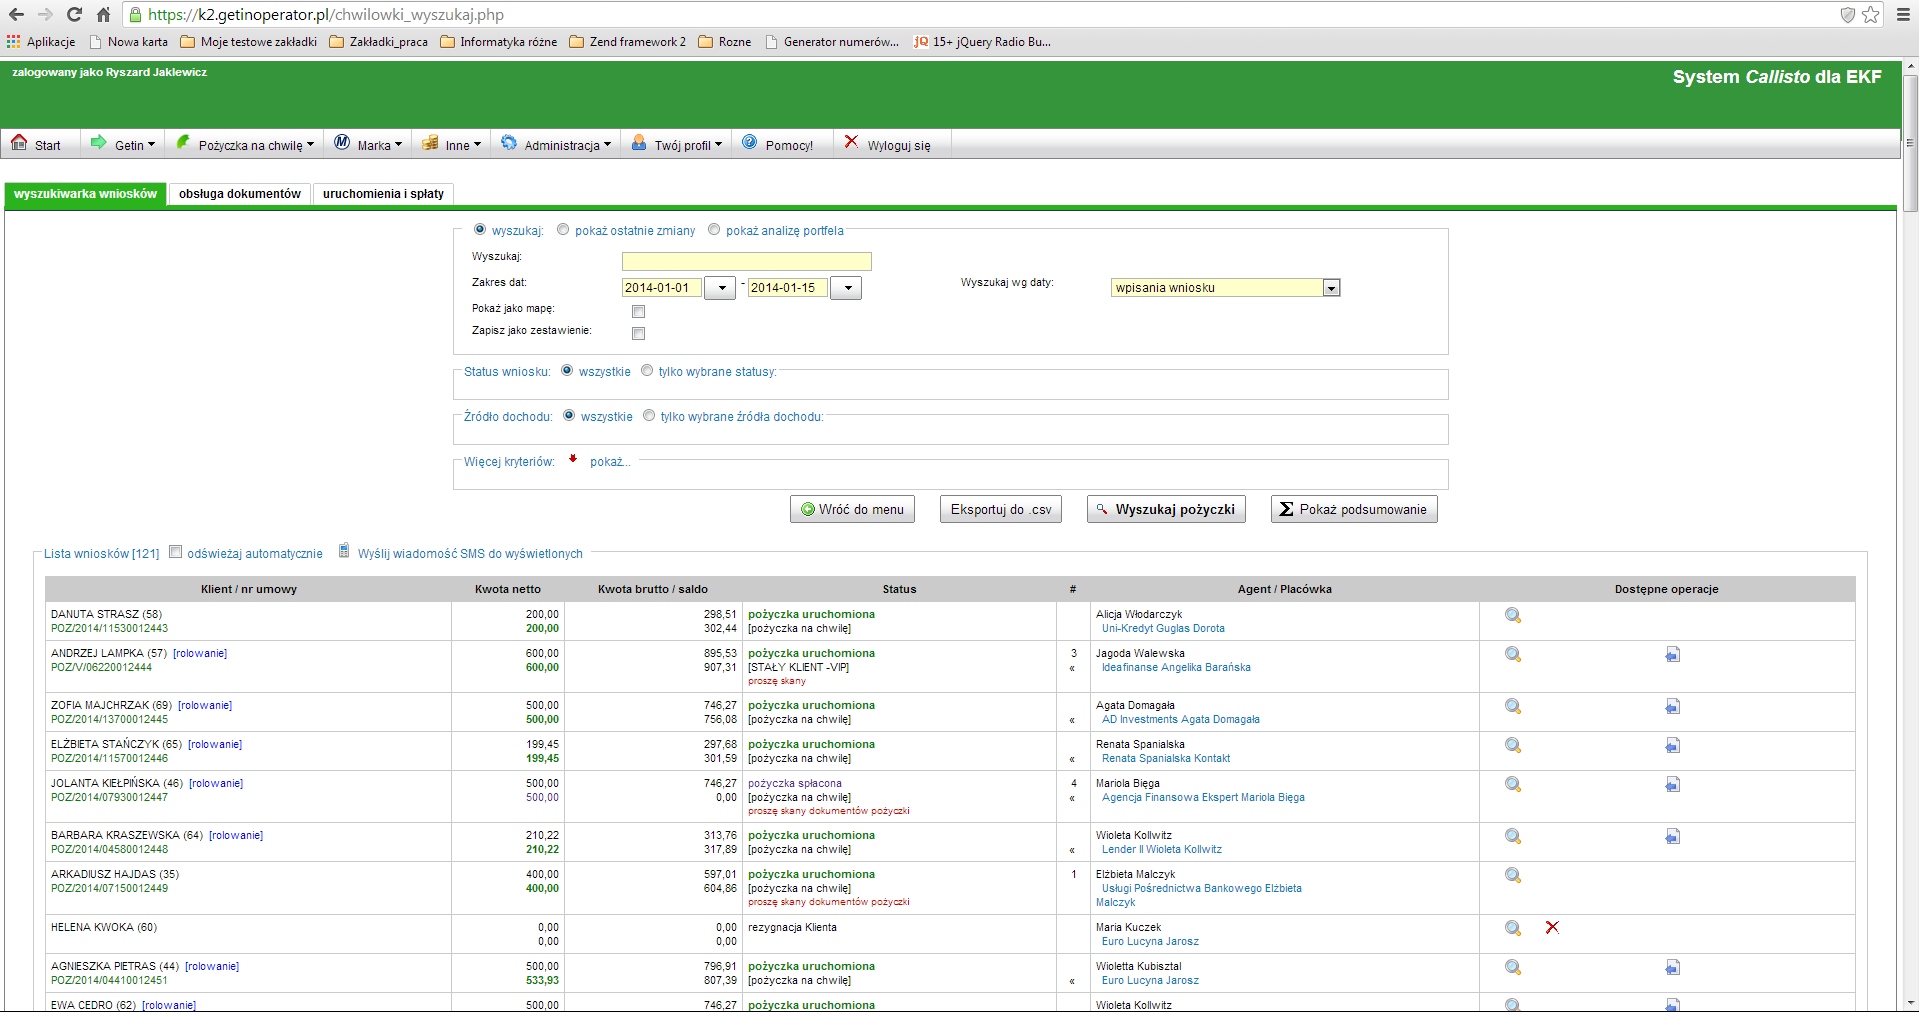 https://k2.getinoperator.pl/chwilowki_wyszukaj.php
Aplikacje Nowa karta Moje testowe zakładki Zakładki_praca Informatyka różne Zend framework 2 Rozne Generator numerów... jQ 15+ jQuery Radio Bu...
zalogowany jako Ryszard Jaklewicz
System Callisto dla EKF
Start Getin Pożyczka na chwilę Marka Inne Administracja Twój profil Pomocy! Wyloguj się
wyszukiwarka wniosków obsługa dokumentów uruchomienia i spłaty
wyszukaj: pokaż ostatnie zmiany pokaż analizę portfela
Wyszukaj:
Zakres dat: 2014-01-01 - 2014-01-15 Wyszukaj wg daty: wpisania wniosku
Pokaż jako mapę:
Zapisz jako zestawienie:
Status wniosku: wszystkie tylko wybrane statusy:
Źródło dochodu: wszystkie tylko wybrane źródła dochodu:
Więcej kryteriów: pokaż...
Wróć do menu Eksportuj do .csv Wyszukaj pożyczki Σ Pokaż podsumowanie
Lista wniosków [121] odświeżaj automatycznie Wyślij wiadomość SMS do wyświetlonych
Klient / nr umowy Kwota netto Kwota brutto / saldo Status # Agent / Placówka Dostępne operacje
DANUTA STRASZ (58) 200,00 298,51 pożyczka uruchomiona Alicja Włodarczyk
POZ/2014/11530012443 200,00 302,44 [pożyczka na chwilę] Uni-Kredyt Guglas Dorota
ANDRZEJ LAMPKA (57) [rolowanie] 600,00 895,53 pożyczka uruchomiona 3 Jagoda Walewska
POZ/V/06220012444 600,00 907,31 [STAŁY KLIENT -VIP] « Ideafinanse Angelika Barańska
proszę skany
ZOFIA MAJCHRZAK (69) [rolowanie] 500,00 746,27 pożyczka uruchomiona Agata Domagała
POZ/2014/13700012445 500,00 756,08 [pożyczka na chwilę] « AD Investments Agata Domagała
ELŻBIETA STAŃCZYK (65) [rolowanie] 199,45 297,68 pożyczka uruchomiona Renata Spanialska
POZ/2014/11570012446 199,45 301,59 [pożyczka na chwilę] « Renata Spanialska Kontakt
JOLANTA KIEŁPIŃSKA (46) [rolowanie] 500,00 746,27 pożyczka spłacona 4 Mariola Bięga
POZ/2014/07930012447 500,00 0,00 [pożyczka na chwilę] « Agencja Finansowa Ekspert Mariola Bięga
proszę skany dokumentów pożyczki
BARBARA KRASZEWSKA (64) [rolowanie] 210,22 313,76 pożyczka uruchomiona Wioleta Kollwitz
POZ/2014/04580012448 210,22 317,89 [pożyczka na chwilę] « Lender II Wioleta Kollwitz
ARKADIUSZ HAJDAS (35) 400,00 597,01 pożyczka uruchomiona 1 Elżbieta Malczyk
POZ/2014/07150012449 400,00 604,86 [pożyczka na chwilę] Usługi Pośrednictwa Bankowego Elżbieta
proszę skany dokumentów pożyczki Malczyk
HELENA KWOKA (60) 0,00 0,00 rezygnacja Klienta Maria Kuczek
0,00 0,00 Euro Lucyna Jarosz
AGNIESZKA PIETRAS (44) [rolowanie] 500,00 796,91 pożyczka uruchomiona Wioletta Kubisztal
POZ/2014/04410012451 533,93 807,39 [pożyczka na chwilę] « Euro Lucyna Jarosz
EWA CEDRO (62) [rolowanie] 500,00 746,27 pożyczka uruchomiona Wioleta Kollwitz